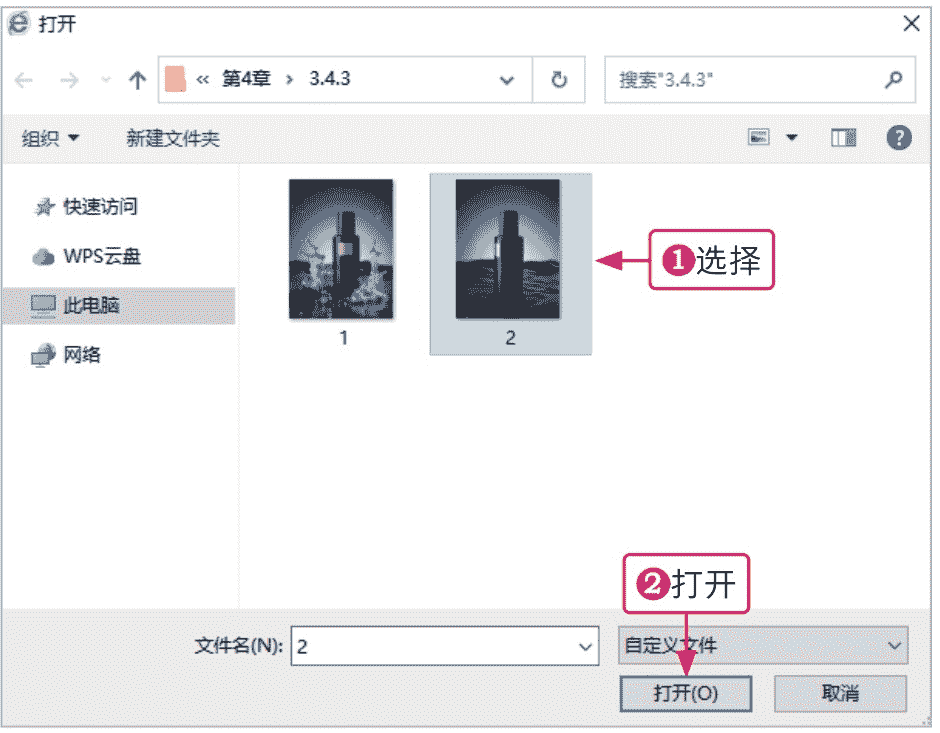 打开
« 第4章 › 3.4.3
搜索"3.4.3"
组织 新建文件夹
快速访问
WPS云盘
此电脑
网络
1
2
❶选择
❷打开
文件名(N): 2
自定义文件
打开(O) 取消